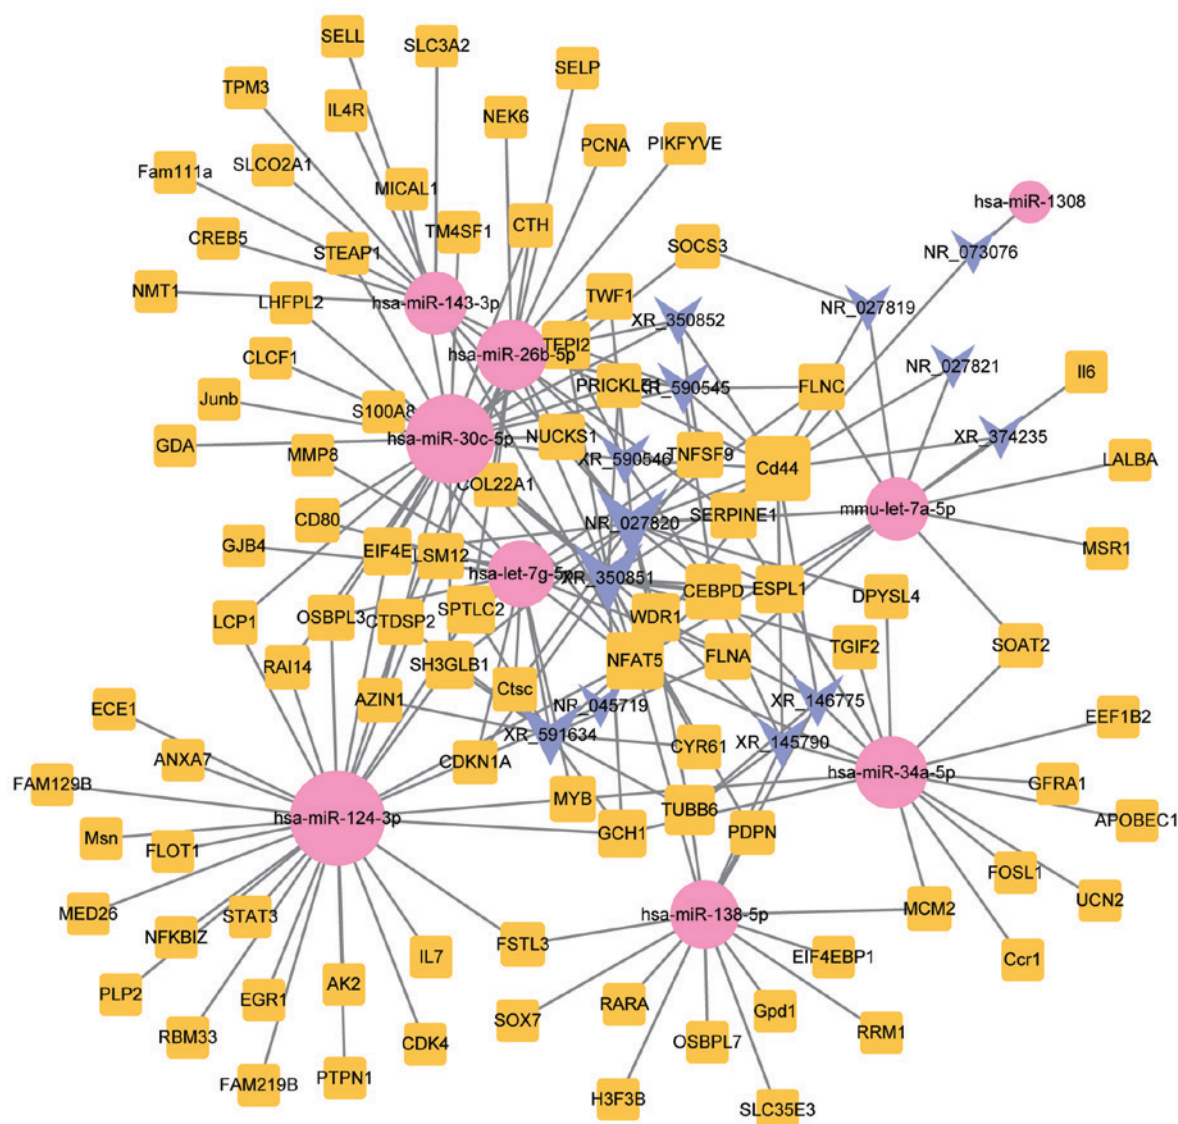 SELL
SLC3A2
SELP
TPM3
IL4R
NEK6
PCNA
PIKFYVE
Fam111a
SLCO2A1
MICAL1
hsa-miR-1308
CREB5
STEAP1
TM4SF1
CTH
SOCS3
NR_073076
NMT1
LHFPL2
hsa-miR-143-3p
TWF1
XR_350852
NR_027819
CLCF1
hsa-miR-26b-5p
TFPI2
NR_027821
Il6
Junb
S100A8
PRICKLE
XR_590545
FLNC
GDA
hsa-miR-30c-5p
NUCKS1
XR_590546
TNFSF9
Cd44
XR_374235
MMP8
COL22A1
LALBA
CD80
NR_027820
SERPINE1
mmu-let-7a-5p
GJB4
EIF4E
LSM12
MSR1
hsa-let-7g-5p
XR_350851
CEBPD
ESPL1
DPYSL4
LCP1
OSBPL3
CTDSP2
SPTLC2
WDR1
RAI14
SH3GLB1
NFAT5
FLNA
TGIF2
SOAT2
AZIN1
Ctsc
NR_045719
XR_146775
ECE1
XR_591634
CYR61
XR_145790
EEF1B2
ANXA7
CDKN1A
hsa-miR-34a-5p
FAM129B
MYB
GFRA1
hsa-miR-124-3p
TUBB6
APOBEC1
Msn
FLOT1
GCH1
PDPN
FOSL1
UCN2
MED26
STAT3
hsa-miR-138-5p
MCM2
NFKBIZ
IL7
FSTL3
EIF4EBP1
Ccr1
PLP2
EGR1
AK2
SOX7
RARA
Gpd1
RBM33
CDK4
OSBPL7
RRM1
FAM219B
PTPN1
H3F3B
SLC35E3